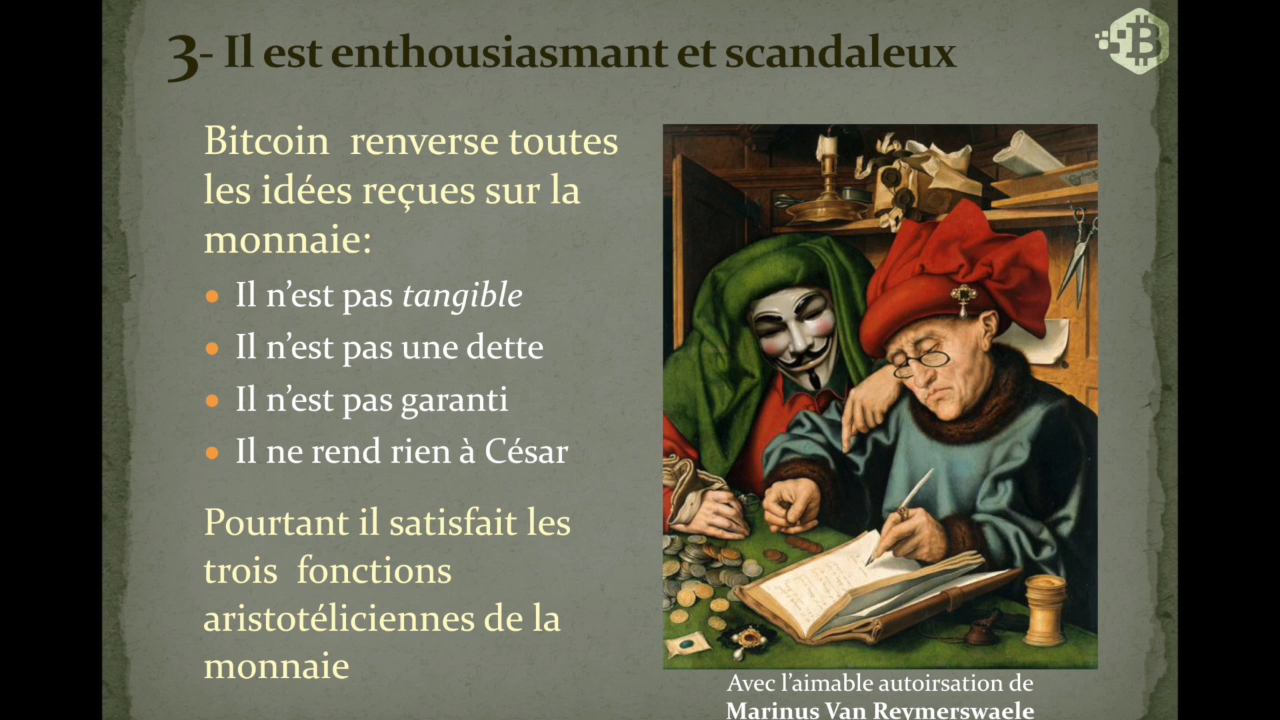 3- Il est enthousiasmant et scandaleux
Bitcoin renverse toutes
les idées reçues sur la
monnaie:
Il n’est pas tangible
Il n’est pas une dette
Il n’est pas garanti
Il ne rend rien à César
Pourtant il satisfait les
trois fonctions
aristotéliciennes de la
monnaie
Avec l’aimable autoirsation de
Marinus Van Reymerswaele